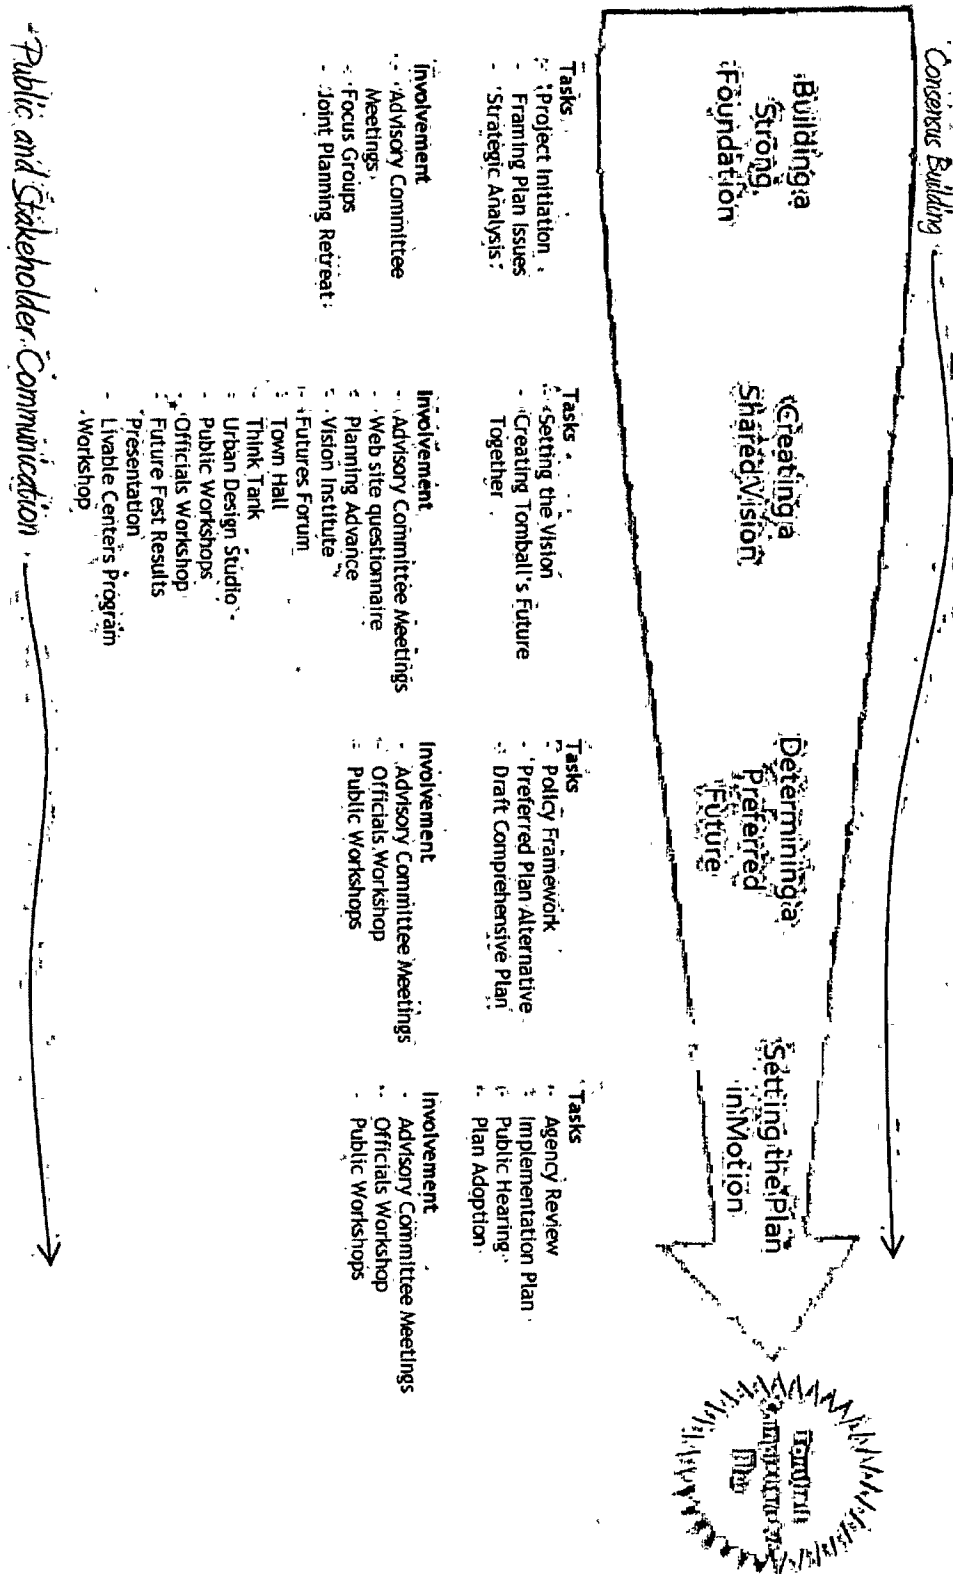 Consensus Building
Building a
Strong
Foundation
Creating a
Shared Vision
Determining a
Preferred
Future
Setting the Plan
in Motion
Plan
Tasks
- Project Initiation
- Framing Plan Issues
- Strategic Analysis
Involvement
- Advisory Committee
Meetings
- Focus Groups
- Joint Planning Retreat
Tasks
- Setting the Vision
- Creating Tomball's Future
Together
Involvement
- Advisory Committee Meetings
- Web site questionnaire
- Planning Advance
- Vision Institute
- Futures Forum
- Town Hall
- Think Tank
- Urban Design Studio
- Public Workshops
- Officials Workshop
- Future Fest Results
Presentation
- Livable Centers Program
Workshop
Tasks
- Policy Framework
- Preferred Plan Alternative
- Draft Comprehensive Plan
Involvement
- Advisory Committee Meetings
- Officials Workshop
- Public Workshops
Tasks
- Agency Review
- Implementation Plan
- Public Hearing
- Plan Adoption
Involvement
- Advisory Committee Meetings
- Officials Workshop
- Public Workshops
Public and Stakeholder Communication